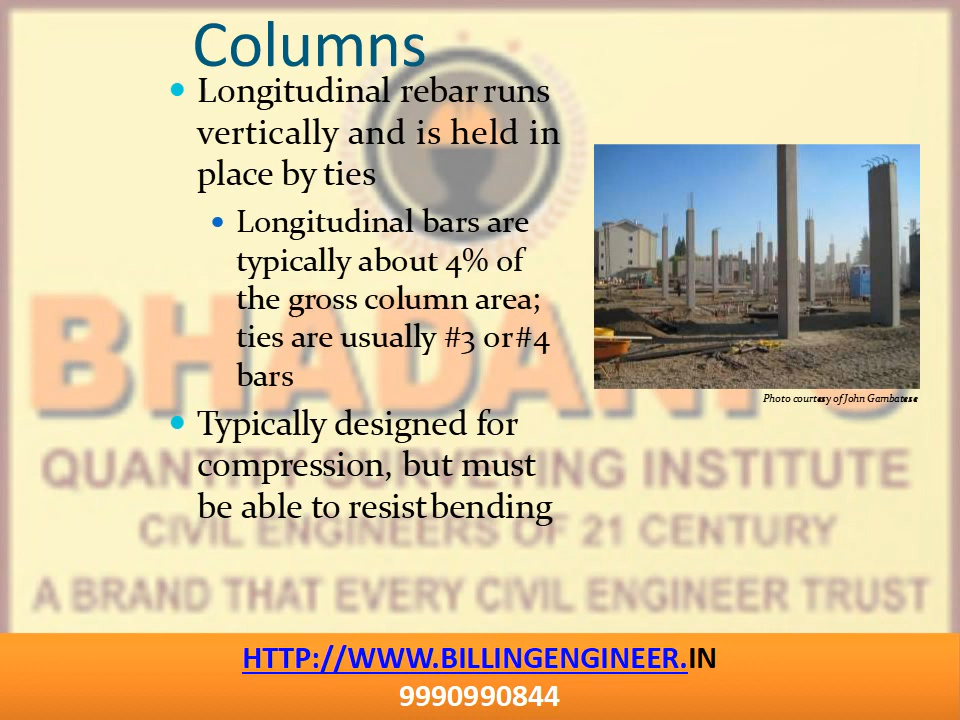 Columns
Longitudinal rebar runs
vertically and is held in
place by ties
Longitudinal bars are
typically about 4% of
the gross column area;
ties are usually #3 or #4
bars
Typically designed for
compression, but must
be able to resist bending
Photo courtesy of John Gambatese
BHADANI'S
QUANTITY SURVEYING INSTITUTE
CIVIL ENGINEERS OF 21 CENTURY
A BRAND THAT EVERY CIVIL ENGINEER TRUST
HTTP://WWW.BILLINGENGINEER.IN
9990990844